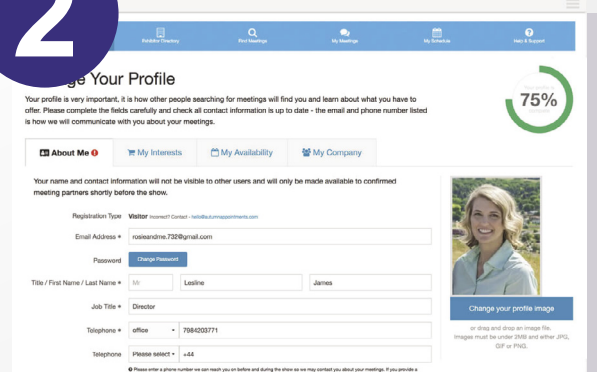 2
Exhibitor Directory Find Meetings My Meetings My Schedule Help & Support
Your Profile
Your profile is very important, it is how other people searching for meetings will find you and learn about what you have to
offer. Please complete the fields carefully and check all contact information is up to date - the email and phone number listed
is how we will communicate with you about your meetings.
75%
About Me My Interests My Availability My Company
Your name and contact information will not be visible to other users and will only be made available to confirmed
meeting partners shortly before the show.
Registration Type Visitor Incorrect? Contact - hello@autumnappointments.com
Email Address * rosieandme.732@gmail.com
Password Change Password
Title / First Name / Last Name * Mr Lesline James
Job Title * Director
Telephone * office 7984203771
Telephone Please select +44
Please enter a phone number we can reach you on before and during the show so we may contact you about your meetings. If you provide a
Change your profile image
or drag and drop an image file.
Images must be under 3MB and either JPG,
GIF or PNG.